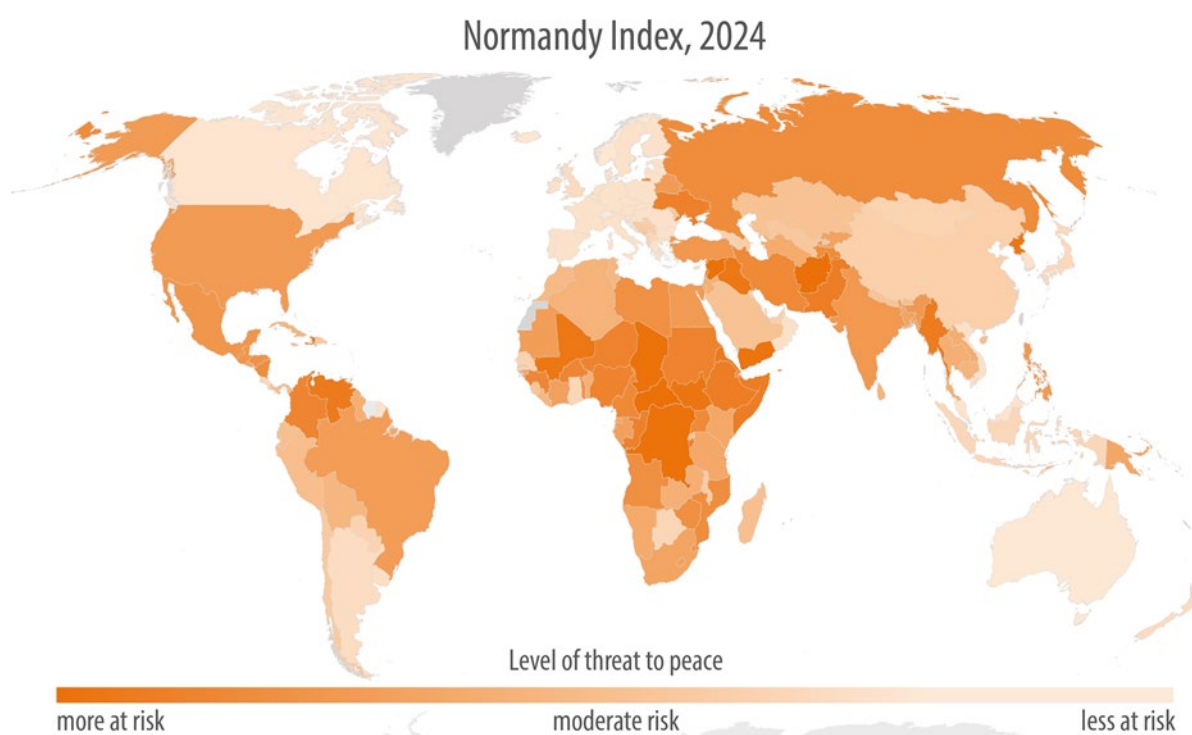 Normandy Index, 2024
Level of threat to peace
more at risk
moderate risk
less at risk